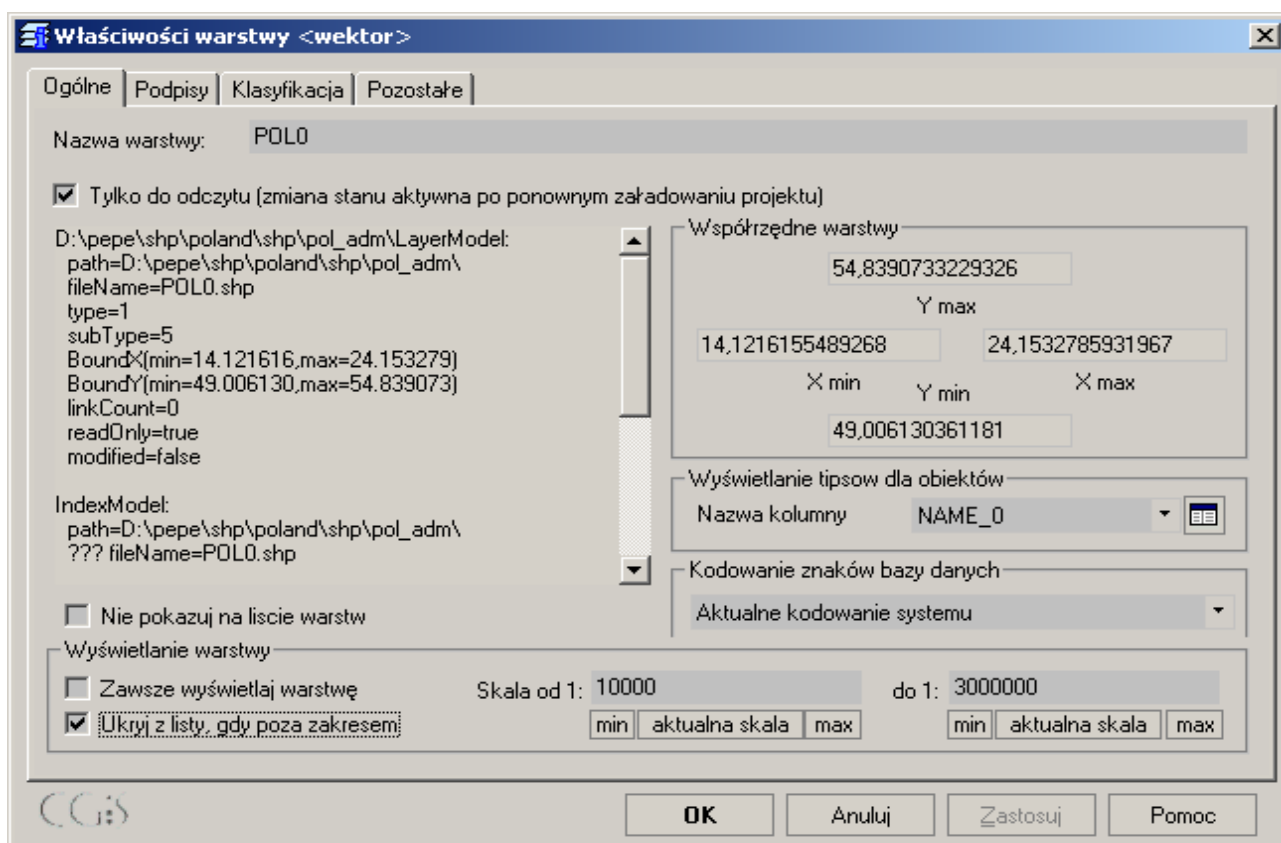 Właściwości warstwy <wektor>
Ogólne Podpisy Klasyfikacja Pozostałe
Nazwa warstwy: POL0
Tylko do odczytu (zmiana stanu aktywna po ponownym załadowaniu projektu)
D:\pepe\shp\poland\shp\pol_adm\LayerModel:
path=D:\pepe\shp\poland\shp\pol_adm\
fileName=POL0.shp
type=1
subType=5
BoundX(min=14.121616,max=24.153279)
BoundY(min=49.006130,max=54.839073)
linkCount=0
readOnly=true
modified=false
IndexModel:
path=D:\pepe\shp\poland\shp\pol_adm\
??? fileName=POL0.shp
Współrzędne warstwy
54,8390733229326
Y max
14,1216155489268 24,1532785931967
X min Y min X max
49,006130361181
Wyświetlanie tipsow dla obiektów
Nazwa kolumny NAME_0
Kodowanie znaków bazy danych
Aktualne kodowanie systemu
Nie pokazuj na liscie warstw
Wyświetlanie warstwy
Zawsze wyświetlaj warstwę Skala od 1: 10000 do 1: 3000000
Ukryj z listy, gdy poza zakresem min aktualna skala max min aktualna skala max
CGiS OK Anuluj Zastosuj Pomoc